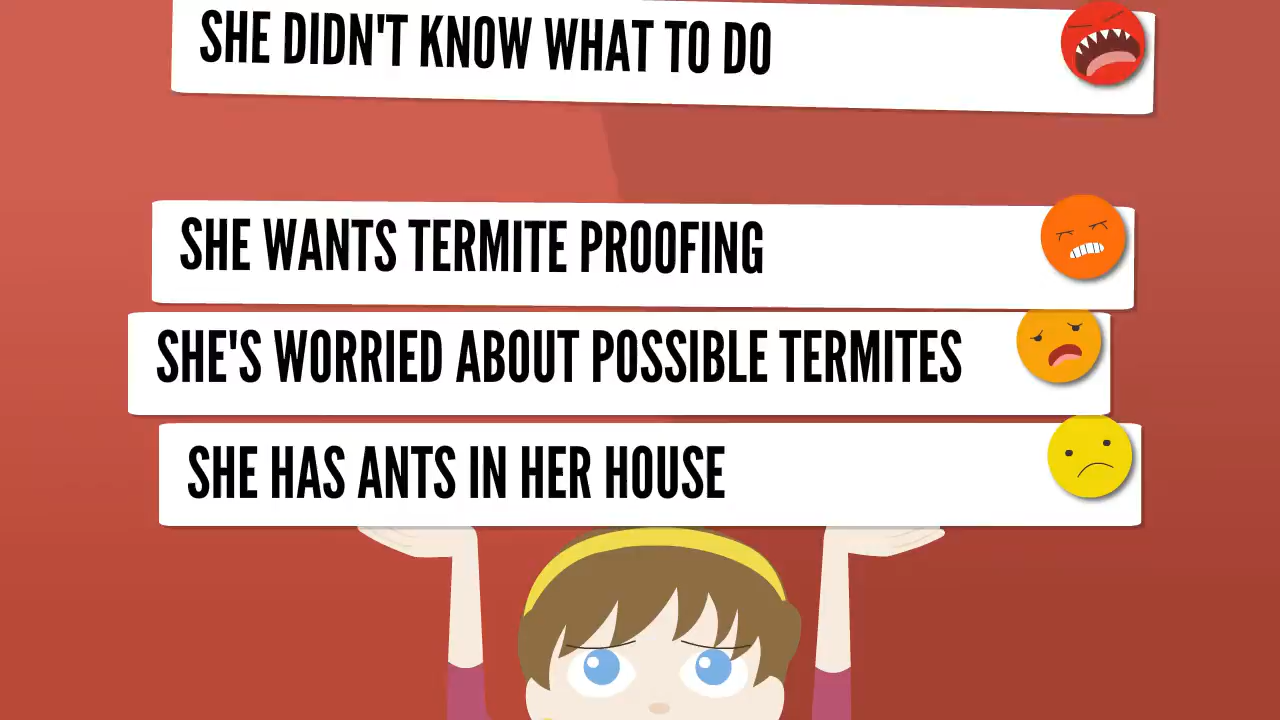 SHE DIDN'T KNOW WHAT TO DO
SHE WANTS TERMITE PROOFING
SHE'S WORRIED ABOUT POSSIBLE TERMITES
SHE HAS ANTS IN HER HOUSE